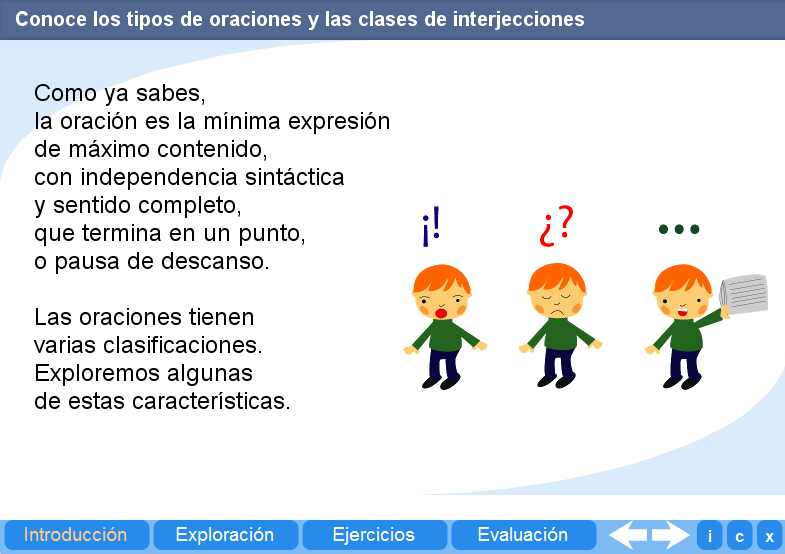 Conoce los tipos de oraciones y las clases de interjecciones
Como ya sabes,
la oración es la mínima expresión
de máximo contenido,
con independencia sintáctica
y sentido completo,
que termina en un punto,
o pausa de descanso.
Las oraciones tienen
varias clasificaciones.
Exploremos algunas
de estas características.
¡! ¿? ...
Introducción Exploración Ejercicios Evaluación i c x